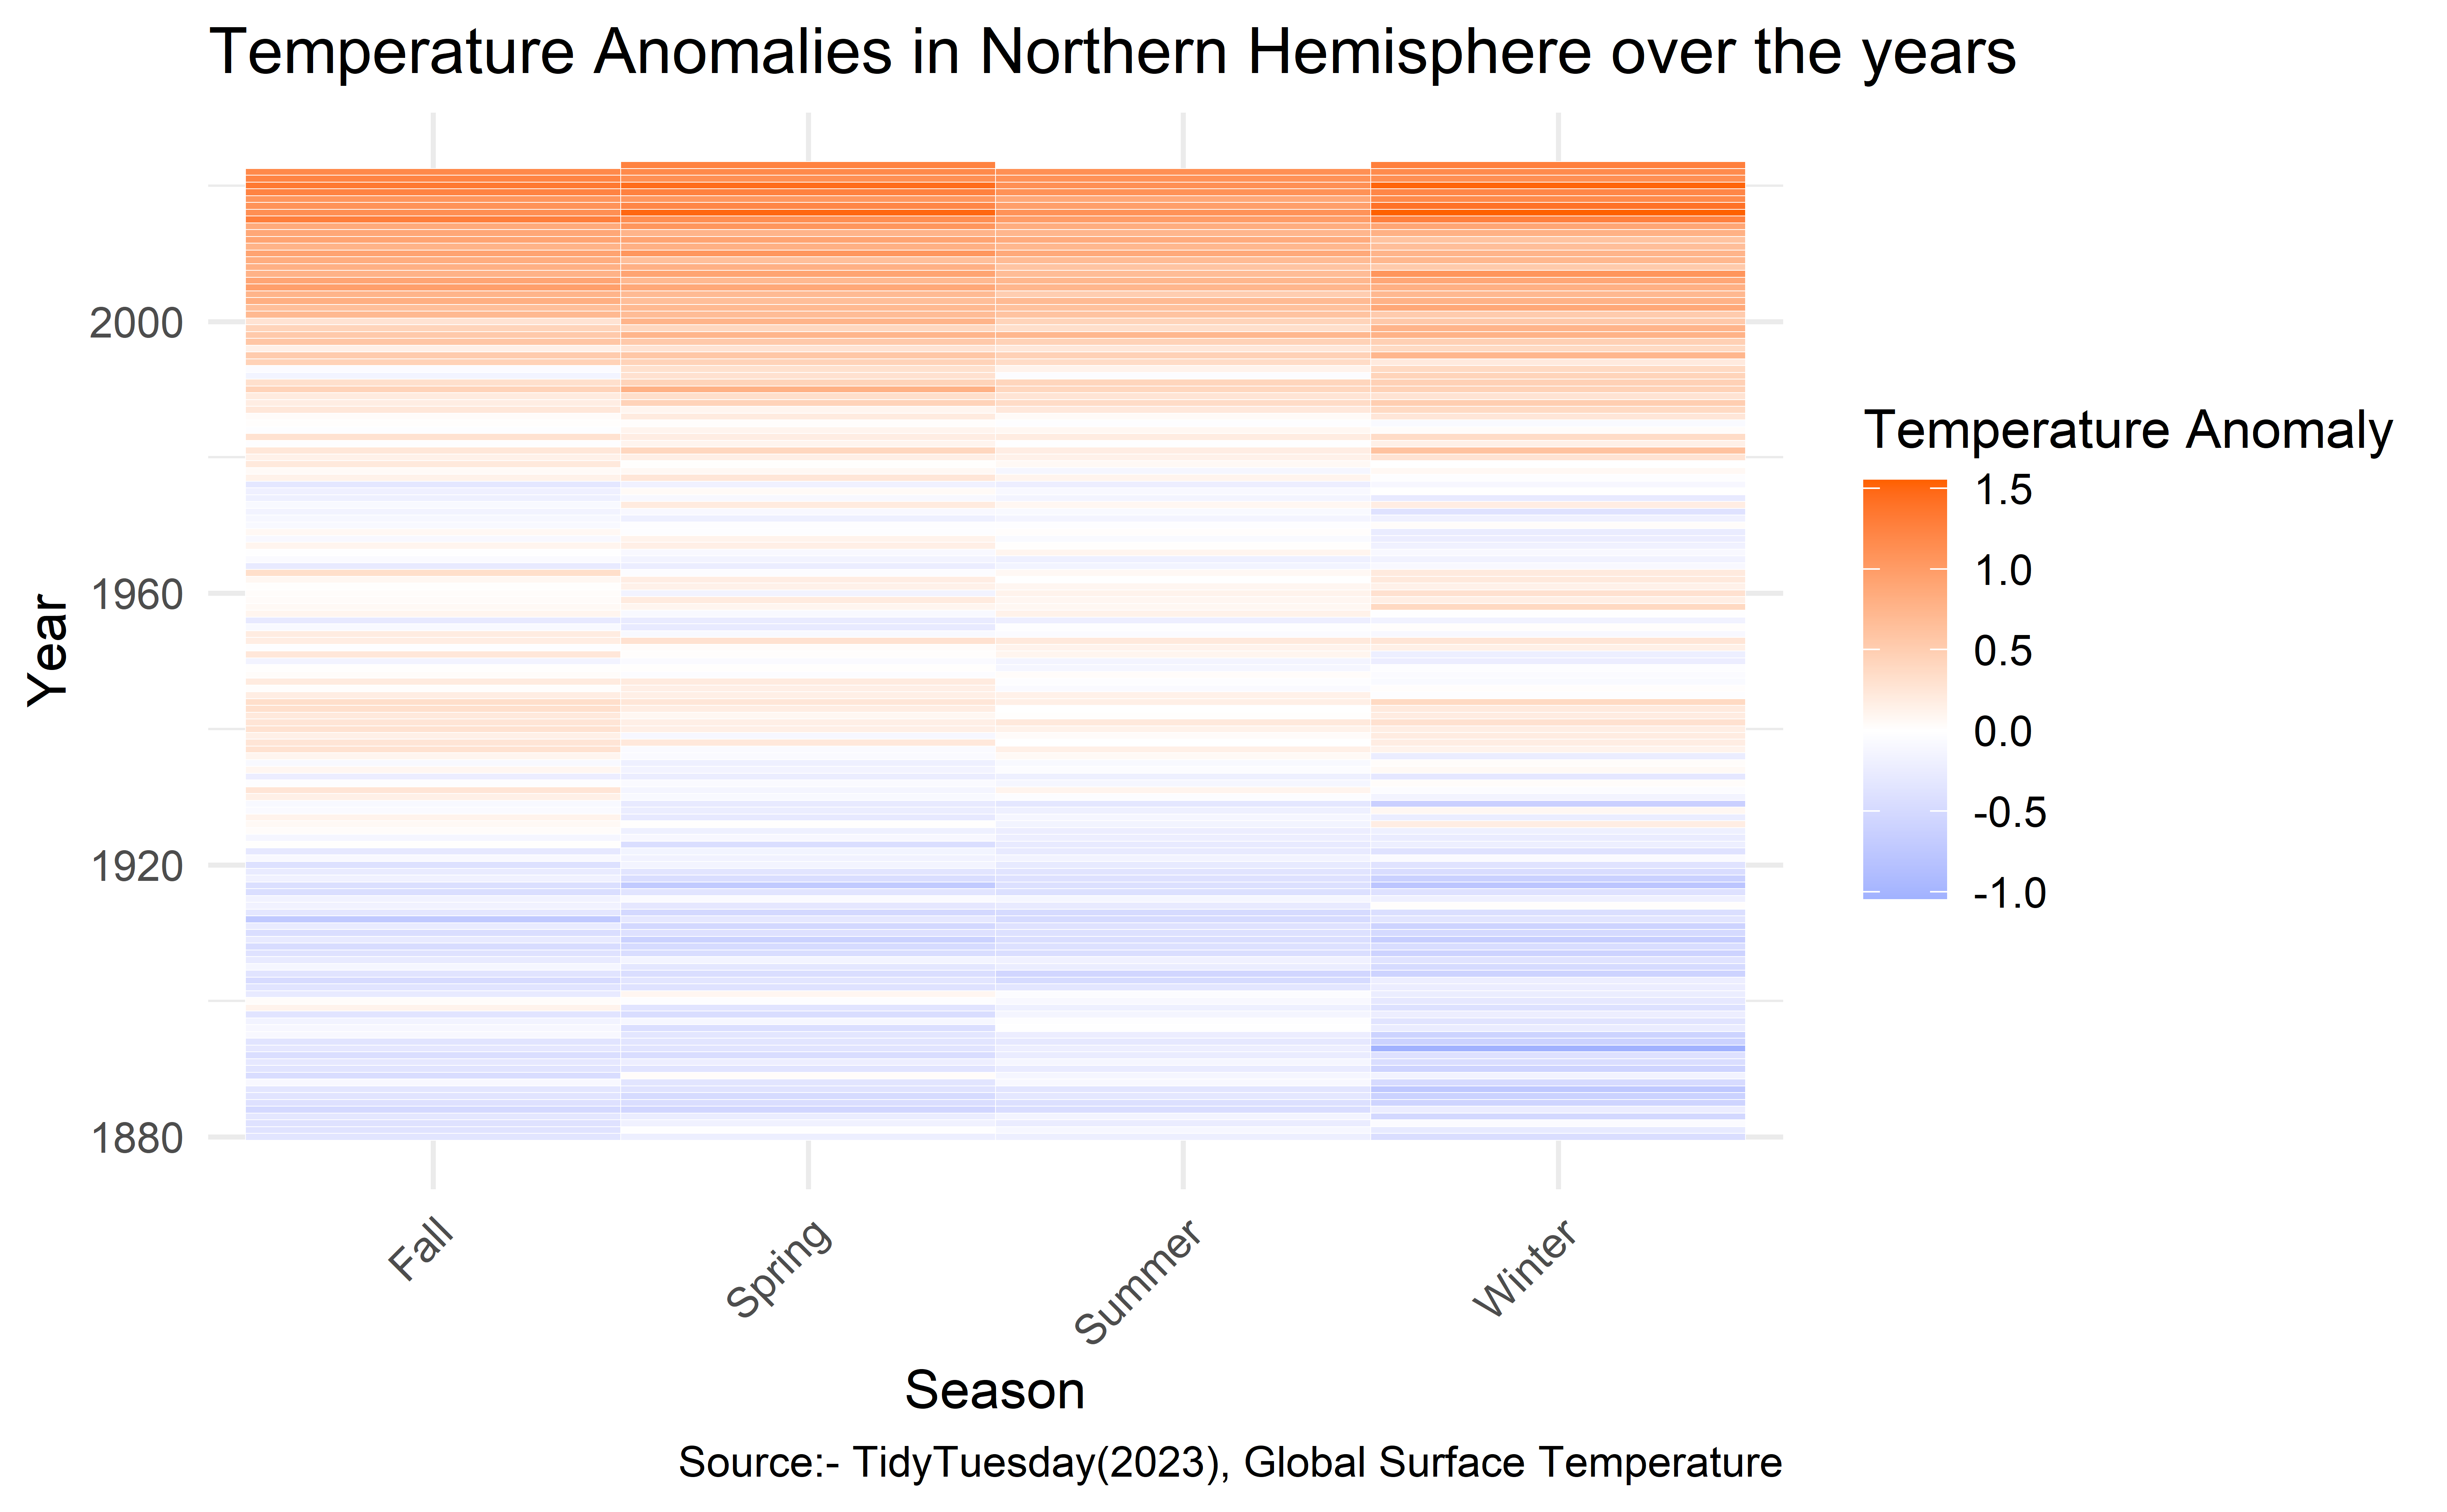 Temperature Anomalies in Northern Hemisphere over the years
Year
2000
1960
1920
1880
Fall
Spring
Summer
Winter
Season
Temperature Anomaly
1.5
1.0
0.5
0.0
-0.5
-1.0
Source:- TidyTuesday(2023), Global Surface Temperature